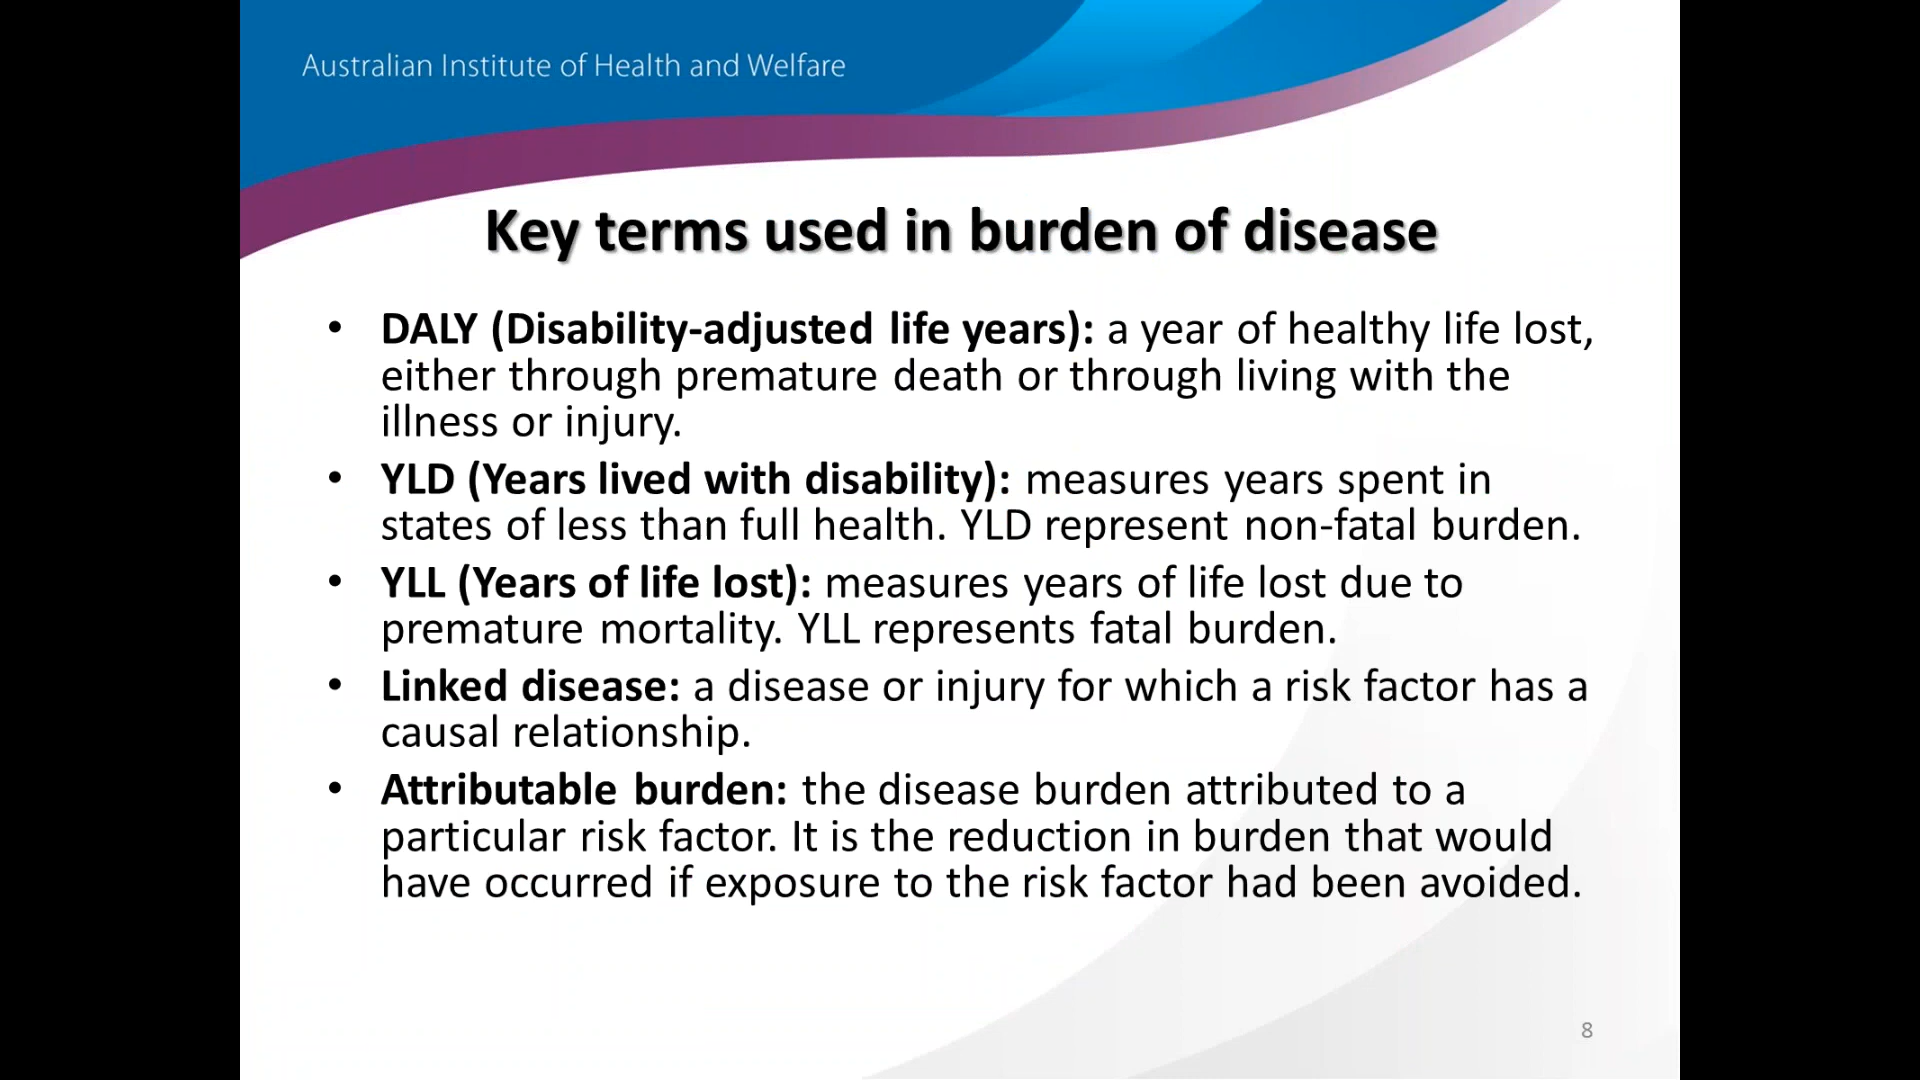 Australian Institute of Health and Welfare
Key terms used in burden of disease
• DALY (Disability-adjusted life years): a year of healthy life lost,
either through premature death or through living with the
illness or injury.
• YLD (Years lived with disability): measures years spent in
states of less than full health. YLD represent non-fatal burden.
• YLL (Years of life lost): measures years of life lost due to
premature mortality. YLL represents fatal burden.
• Linked disease: a disease or injury for which a risk factor has a
causal relationship.
• Attributable burden: the disease burden attributed to a
particular risk factor. It is the reduction in burden that would
have occurred if exposure to the risk factor had been avoided.
8